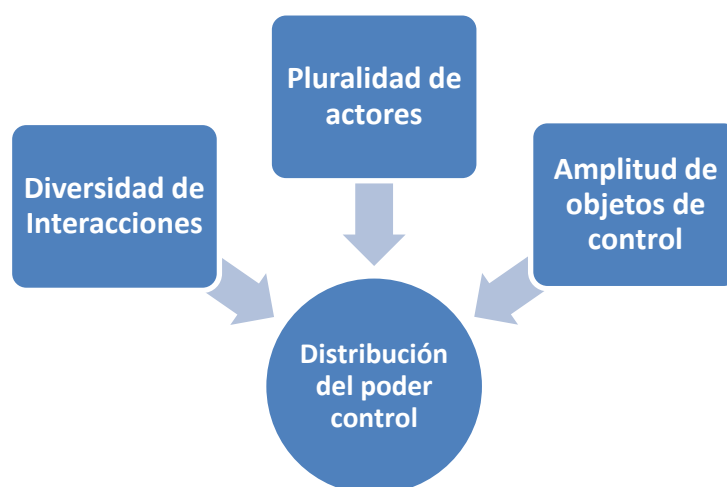 Diversidad de
Interacciones
Pluralidad de
actores
Amplitud de
objetos de
control
Distribución
del poder
control